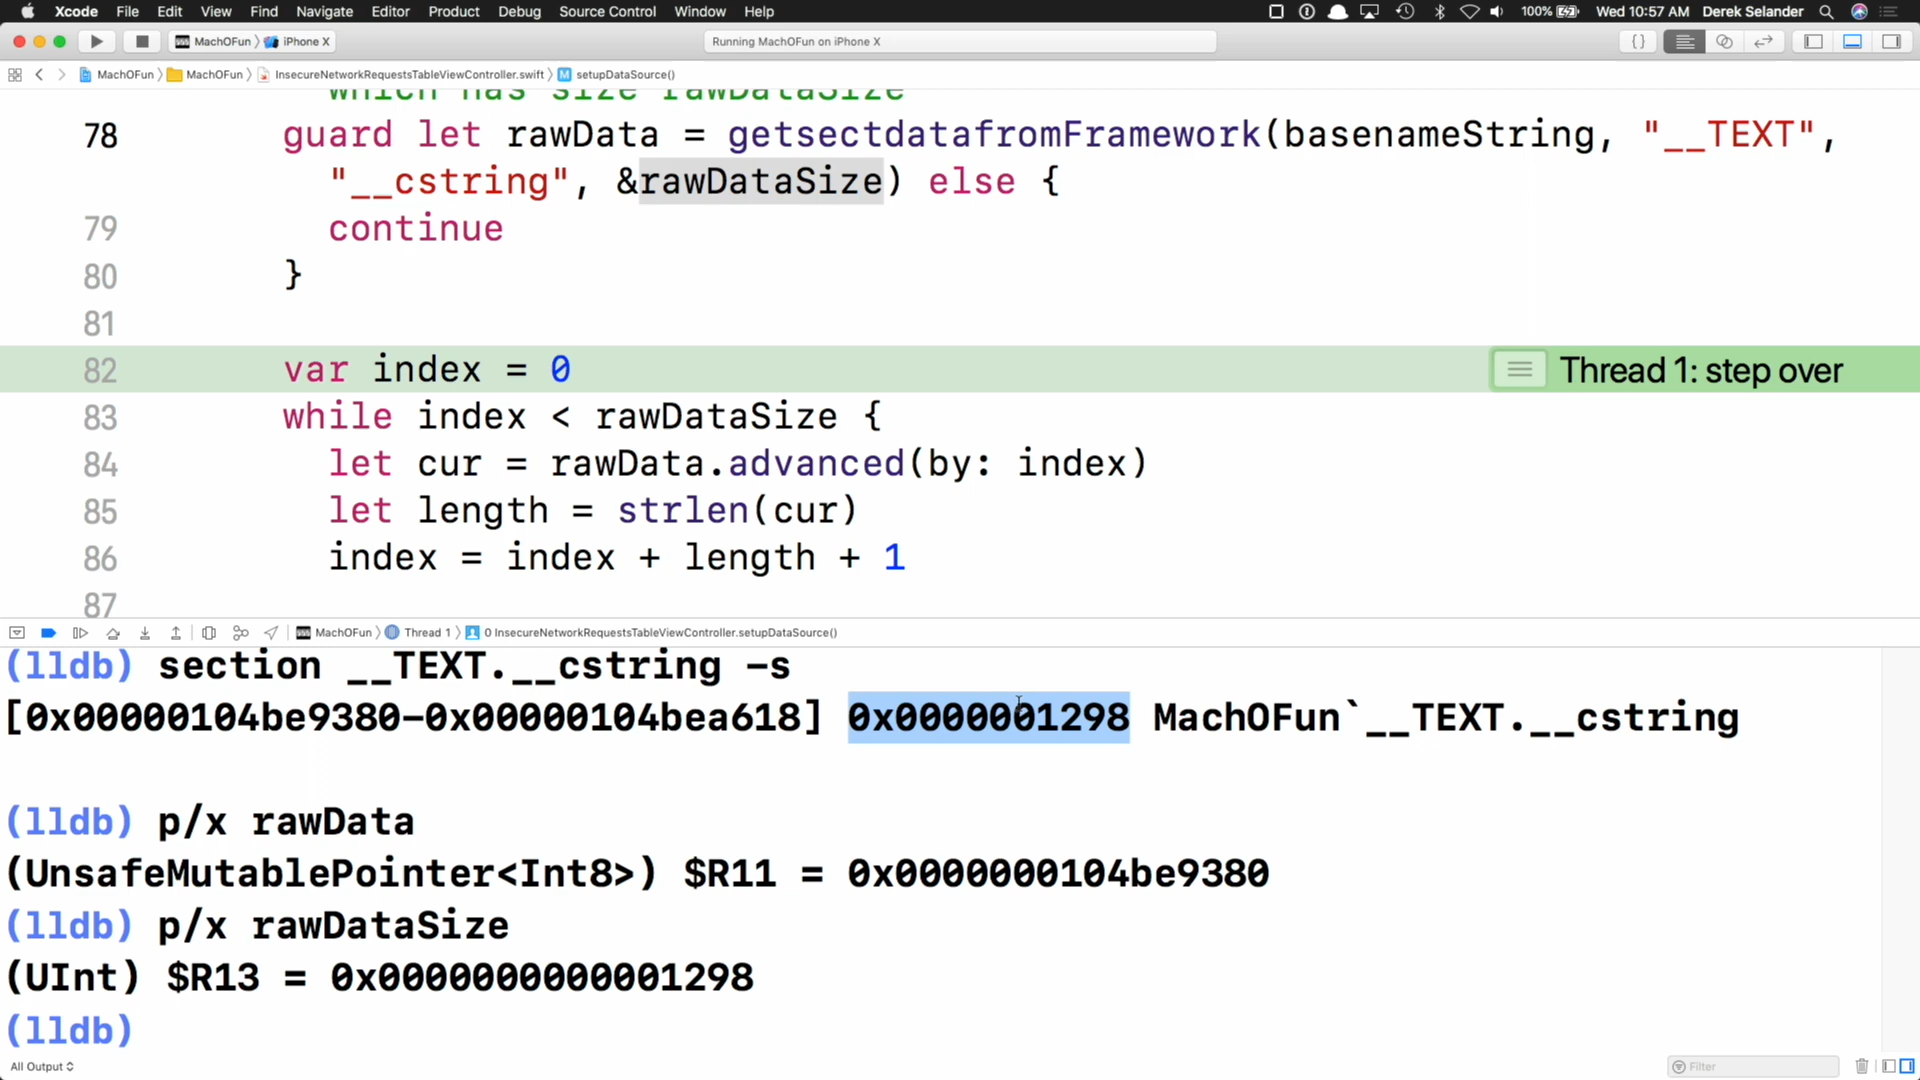 Xcode File Edit View Find Navigate Editor Product Debug Source Control Window Help 100% Wed 10:57 AM Derek Selander
MachOFun 〉 iPhone X Running MachOFun on iPhone X
MachOFun 〉 MachOFun 〉 InsecureNetworkRequestsTableViewController.swift 〉 M setupDataSource()
which has size rawDataSize
78 guard let rawData = getsectdatafromFramework(basenameString, "__TEXT",
"__cstring", &rawDataSize) else {
79 continue
80 }
81
82 var index = 0 Thread 1: step over
83 while index < rawDataSize {
84 let cur = rawData.advanced(by: index)
85 let length = strlen(cur)
86 index = index + length + 1
87
MachOFun 〉 Thread 1 〉 0 InsecureNetworkRequestsTableViewController.setupDataSource()
(lldb) section __TEXT.__cstring -s
[0x00000104be9380-0x00000104bea618] 0x0000001298 MachOFun`__TEXT.__cstring
(lldb) p/x rawData
(UnsafeMutablePointer<Int8>) $R11 = 0x0000000104be9380
(lldb) p/x rawDataSize
(UInt) $R13 = 0x0000000000001298
(lldb)
All Output Filter